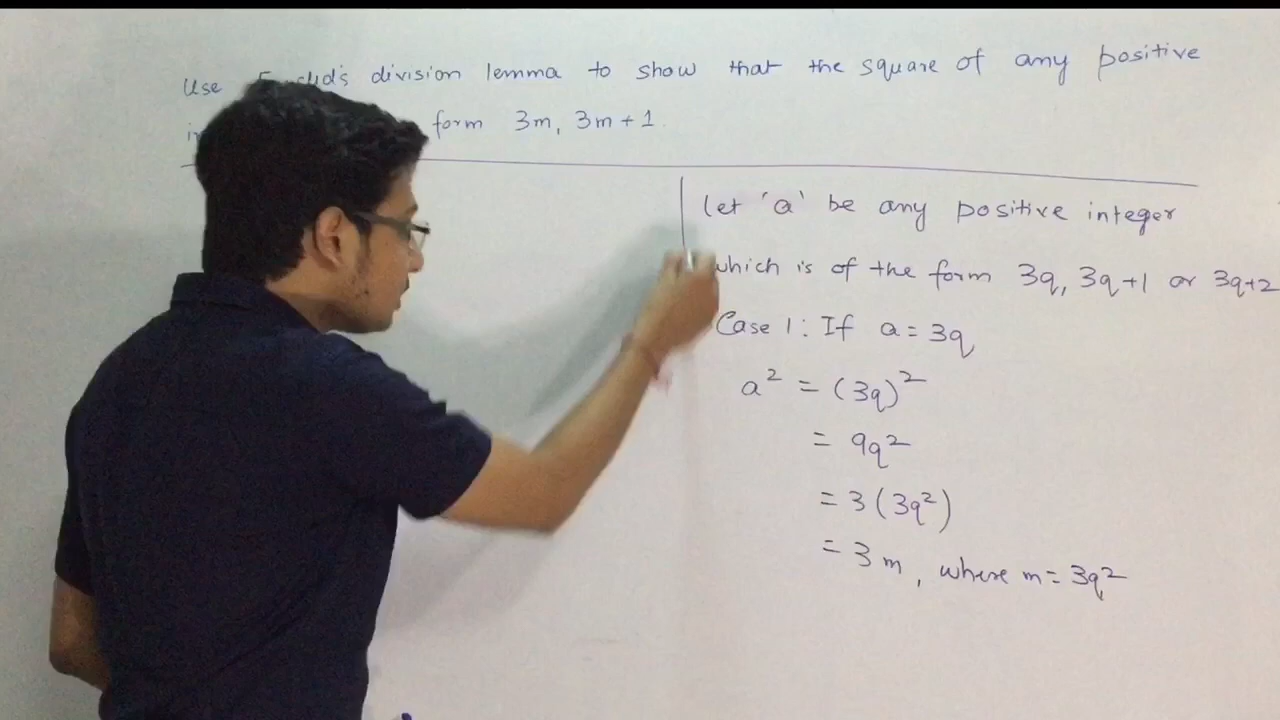 Use Euclid's division lemma to show that the square of any positive
form 3m, 3m + 1.
Let 'a' be any positive integer
which is of the form 3q, 3q+1 or 3q+2
Case 1: If a = 3q
a² = (3q)²
= 9q²
= 3(3q²)
= 3m, where m = 3q²